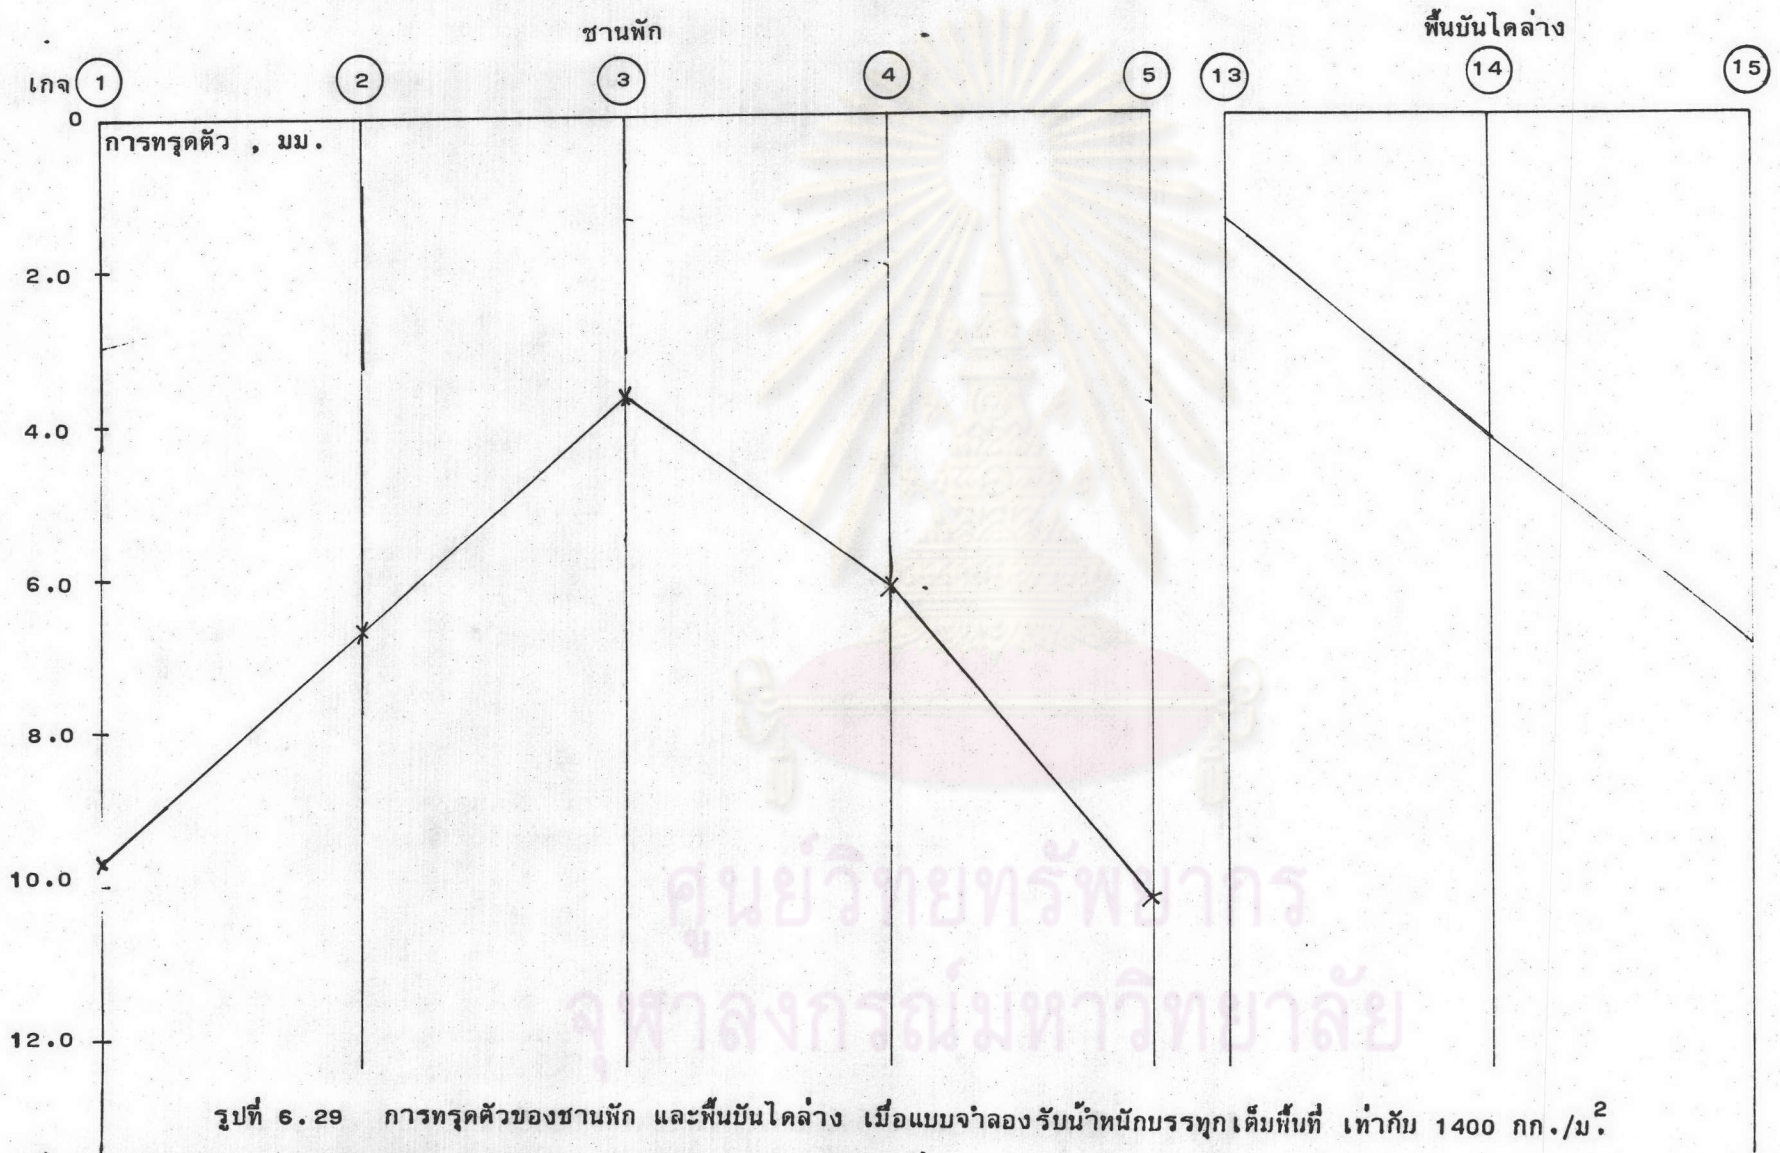 ชานพัก
พื้นบันไดล่าง
เกจ 1 2 3 4 5 13 14 15
0
การทรุดตัว , มม.
2.0
4.0
6.0
8.0
10.0
12.0
ศูนย์วิทยทรัพยากร
จุฬาลงกรณ์มหาวิทยาลัย
รูปที่ 6.29 การทรุดตัวของชานพัก และพื้นบันไดล่าง เมื่อแบบจำลองรับน้ำหนักบรรทุกเต็มพื้นที่ เท่ากับ 1400 กก./ม.²